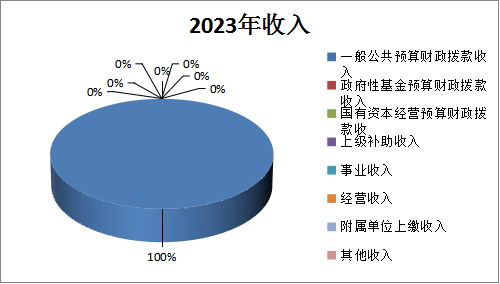 2023年收入
0%
0%
0%
0%
0%
0%
0%
100%
一般公共预算财政拨款收
入
政府性基金预算财政拨款
收入
国有资本经营预算财政拨
款收
上级补助收入
事业收入
经营收入
附属单位上缴收入
其他收入